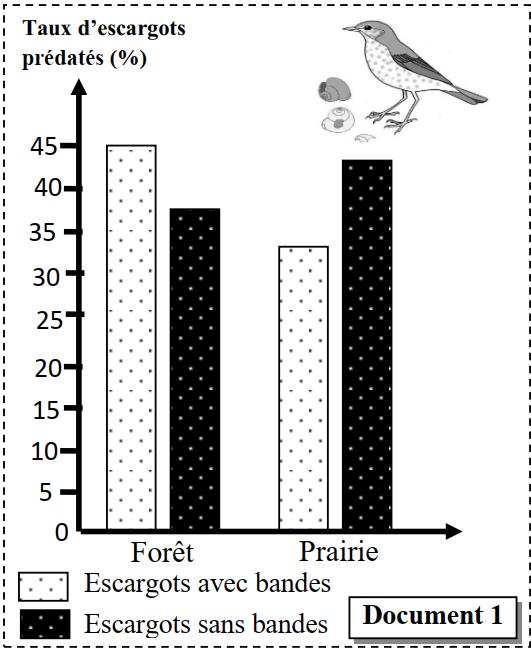 Taux d'escargots
prédatés (%)
45
40
35
30
25
20
15
10
5
0
Forêt Prairie
Escargots avec bandes
Escargots sans bandes
Document 1